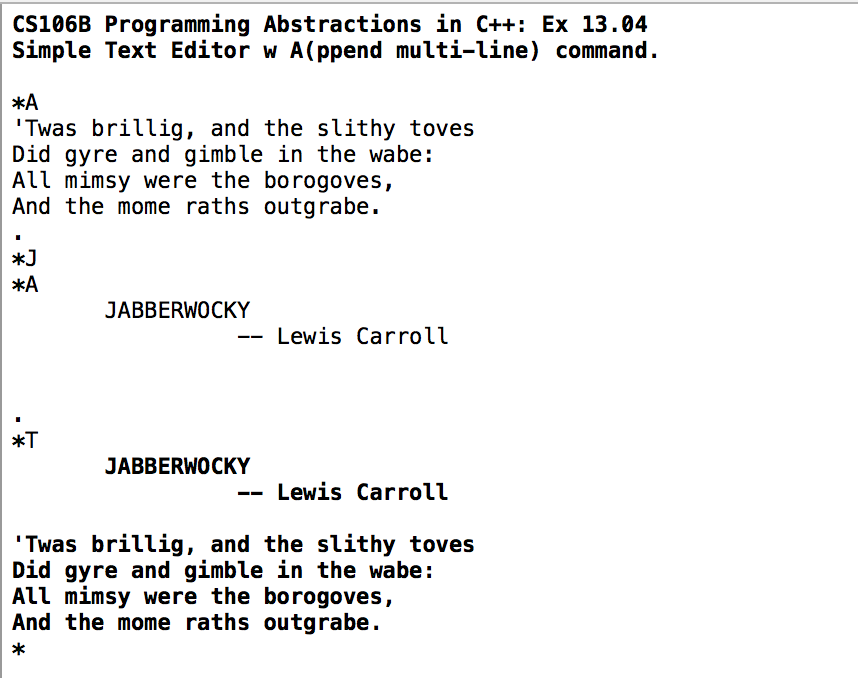 CS106B Programming Abstractions in C++: Ex 13.04
Simple Text Editor w A(ppend multi-line) command.
*A
'Twas brillig, and the slithy toves
Did gyre and gimble in the wabe:
All mimsy were the borogoves,
And the mome raths outgrabe.
.
*J
*A
JABBERWOCKY
-- Lewis Carroll
.
*T
JABBERWOCKY
-- Lewis Carroll
'Twas brillig, and the slithy toves
Did gyre and gimble in the wabe:
All mimsy were the borogoves,
And the mome raths outgrabe.
*